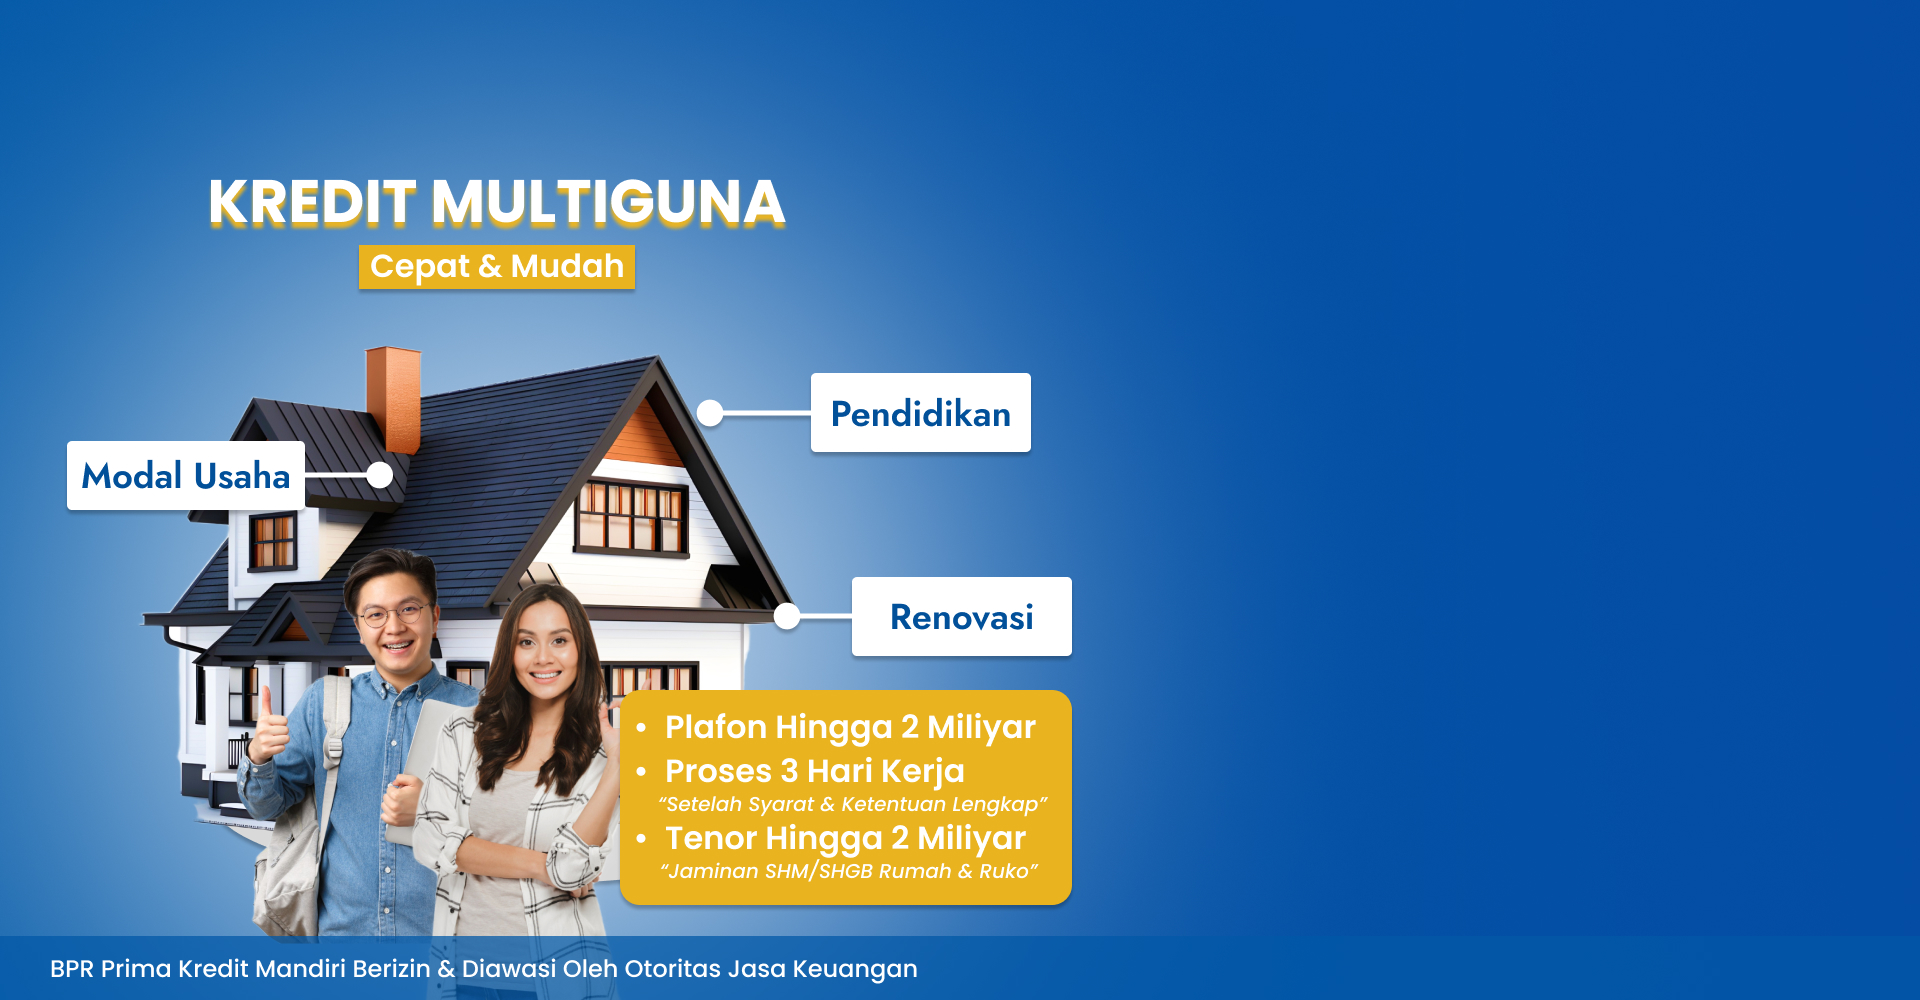 KREDIT MULTIGUNA
Cepat & Mudah
Pendidikan
Modal Usaha
Renovasi
• Plafon Hingga 2 Miliyar
• Proses 3 Hari Kerja
“Setelah Syarat & Ketentuan Lengkap”
• Tenor Hingga 2 Miliyar
“Jaminan SHM/SHGB Rumah & Ruko”
BPR Prima Kredit Mandiri Berizin & Diawasi Oleh Otoritas Jasa Keuangan